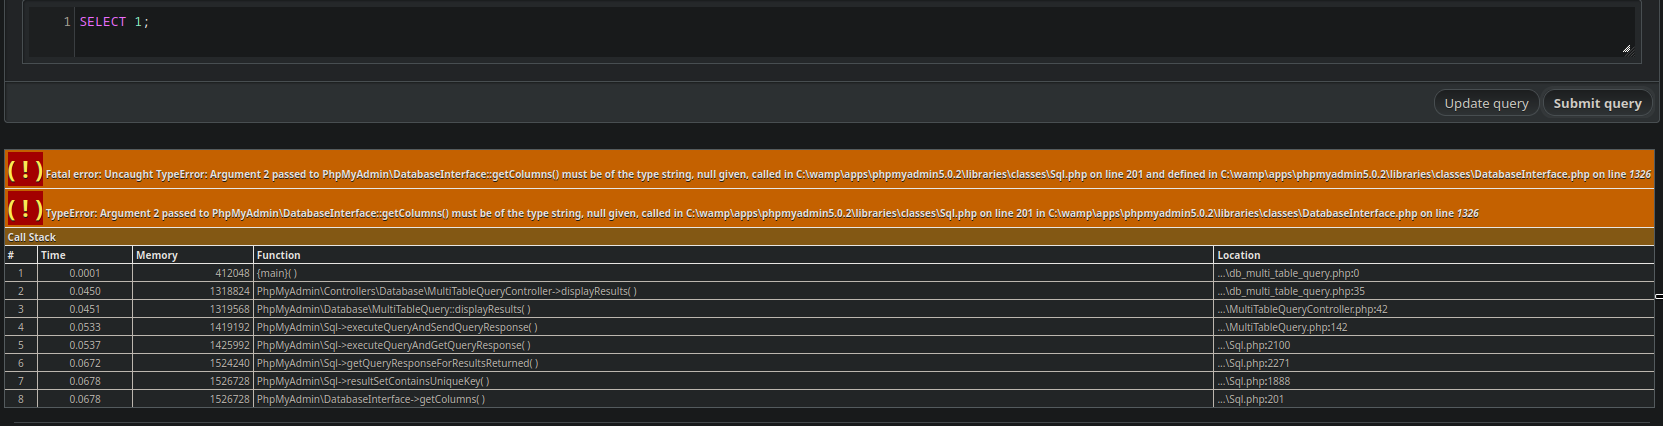 1 SELECT 1;
Update query Submit query
(!) Fatal error: Uncaught TypeError: Argument 2 passed to PhpMyAdmin\DatabaseInterface::getColumns() must be of the type string, null given, called in C:\wamp\apps\phpmyadmin5.0.2\libraries\classes\Sql.php on line 201 and defined in C:\wamp\apps\phpmyadmin5.0.2\libraries\classes\DatabaseInterface.php on line 1326
(!) TypeError: Argument 2 passed to PhpMyAdmin\DatabaseInterface::getColumns() must be of the type string, null given, called in C:\wamp\apps\phpmyadmin5.0.2\libraries\classes\Sql.php on line 201 in C:\wamp\apps\phpmyadmin5.0.2\libraries\classes\DatabaseInterface.php on line 1326
Call Stack
# Time Memory Function Location
1 0.0001 412048 {main}( ) ...\db_multi_table_query.php:0
2 0.0450 1318824 PhpMyAdmin\Controllers\Database\MultiTableQueryController->displayResults( ) ...\db_multi_table_query.php:35
3 0.0451 1319568 PhpMyAdmin\Database\MultiTableQuery::displayResults( ) ...\MultiTableQueryController.php:42
4 0.0533 1419192 PhpMyAdmin\Sql->executeQueryAndSendQueryResponse( ) ...\MultiTableQuery.php:142
5 0.0537 1425992 PhpMyAdmin\Sql->executeQueryAndGetQueryResponse( ) ...\Sql.php:2100
6 0.0672 1524240 PhpMyAdmin\Sql->getQueryResponseForResultsReturned( ) ...\Sql.php:2271
7 0.0678 1526728 PhpMyAdmin\Sql->resultSetContainsUniqueKey( ) ...\Sql.php:1888
8 0.0678 1526728 PhpMyAdmin\DatabaseInterface->getColumns( ) ...\Sql.php:201